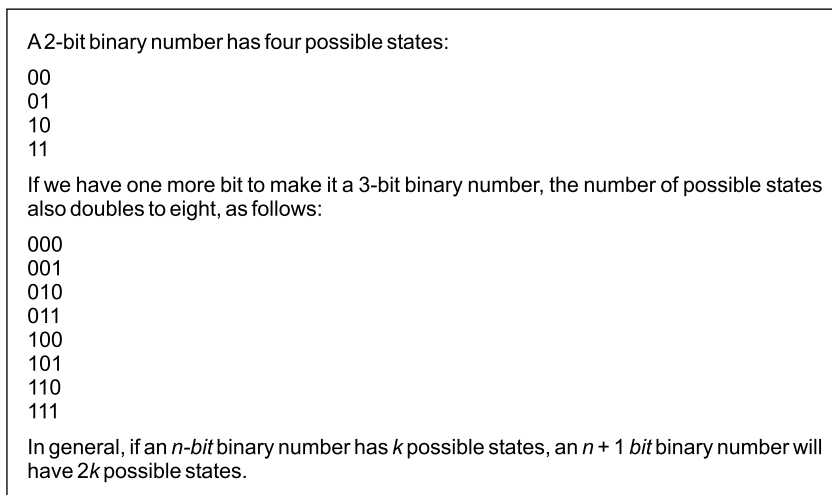 A 2-bit binary number has four possible states:
00
01
10
11
If we have one more bit to make it a 3-bit binary number, the number of possible states
also doubles to eight, as follows:
000
001
010
011
100
101
110
111
In general, if an n-bit binary number has k possible states, an n + 1 bit binary number will
have 2k possible states.